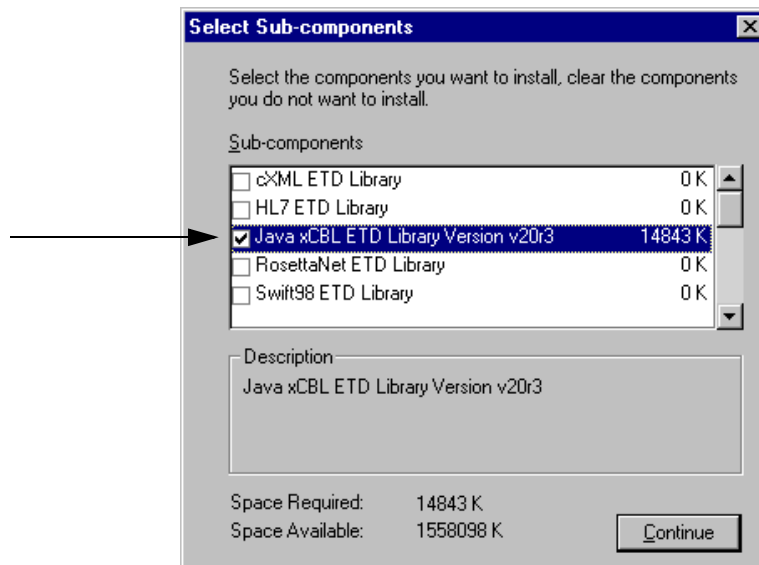 Select Sub-components
Select the components you want to install, clear the components
you do not want to install.
Sub-components
cXML ETD Library 0 K
HL7 ETD Library 0 K
Java xCBL ETD Library Version v20r3 14843 K
RosettaNet ETD Library 0 K
Swift98 ETD Library 0 K
Description
Java xCBL ETD Library Version v20r3
Space Required: 14843 K
Space Available: 1558098 K
Continue